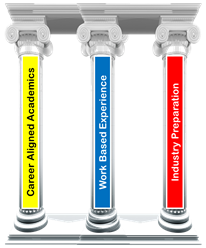 Career Aligned Academics
Work Based Experience
Industry Preparation